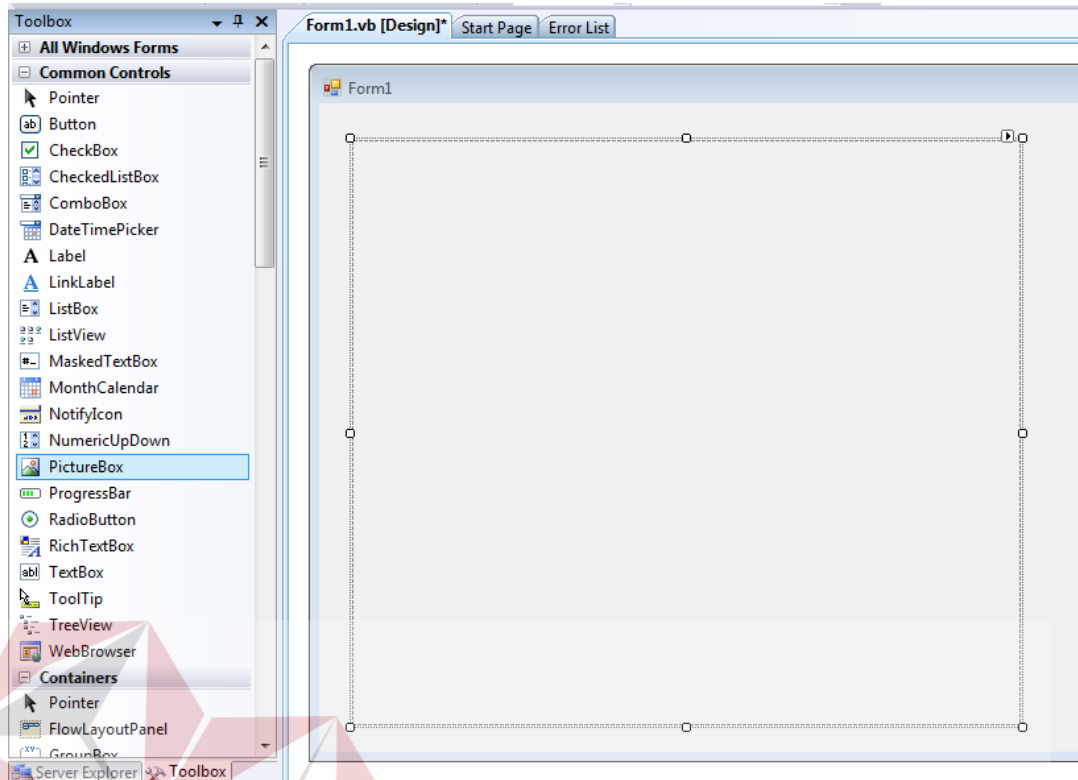 Toolbox
Form1.vb [Design]* Start Page Error List
All Windows Forms
Common Controls
Pointer
Button
CheckBox
CheckedListBox
ComboBox
DateTimePicker
Label
LinkLabel
ListBox
ListView
MaskedTextBox
MonthCalendar
NotifyIcon
NumericUpDown
PictureBox
ProgressBar
RadioButton
RichTextBox
TextBox
ToolTip
TreeView
WebBrowser
Containers
Pointer
FlowLayoutPanel
GroupBox
Server Explorer Toolbox
Form1